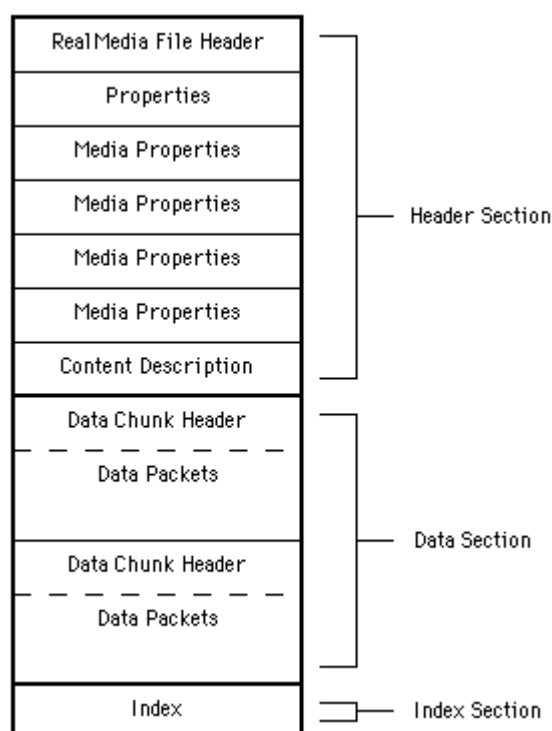 RealMedia File Header
Properties
Media Properties
Media Properties
Media Properties
Media Properties
Content Description
Header Section
Data Chunk Header
Data Packets
Data Chunk Header
Data Packets
Data Section
Index
Index Section